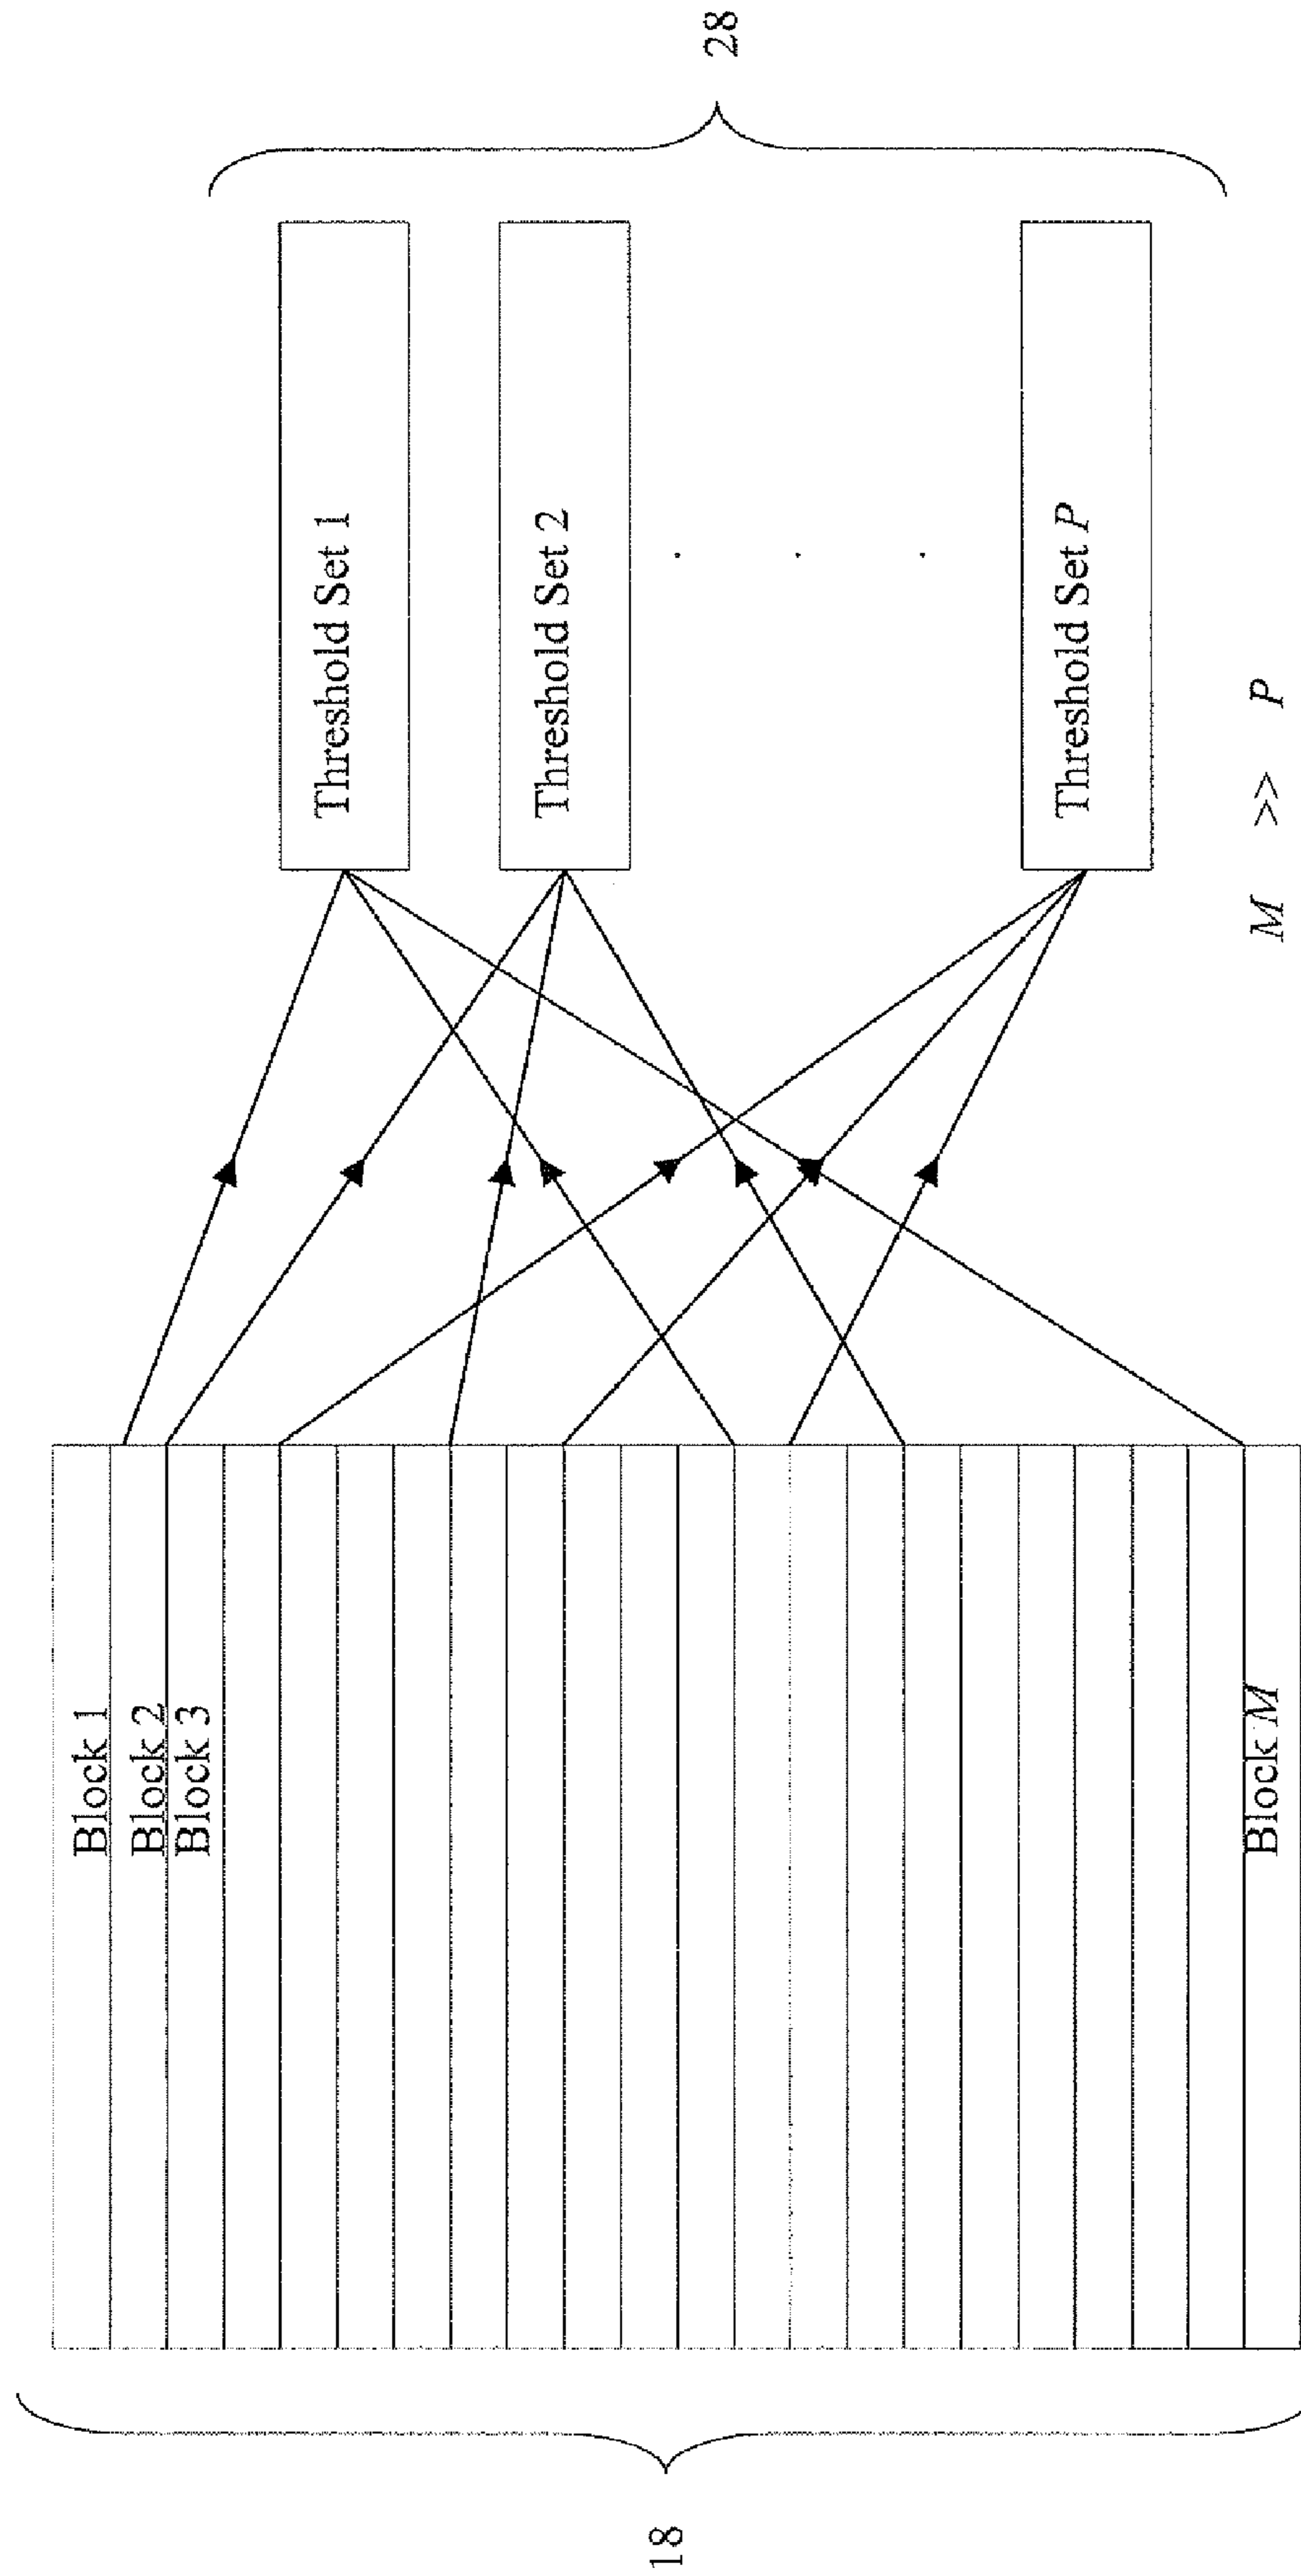 18
Block 1
Block 2
Block 3
Block M
Threshold Set 1
Threshold Set 2
. . .
Threshold Set P
M >> P
28